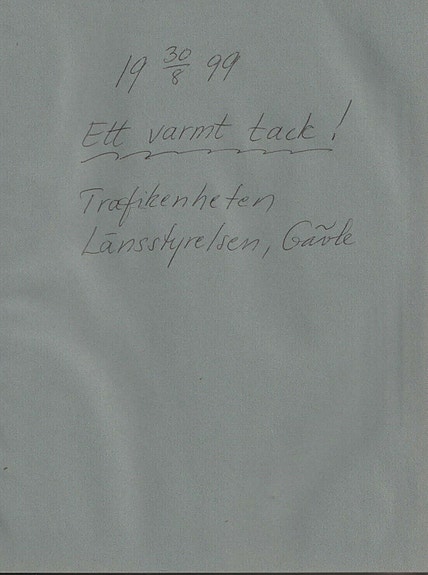 19 30/8 99
Ett varmt tack!
Trafikenheten
Länsstyrelsen, Gävle